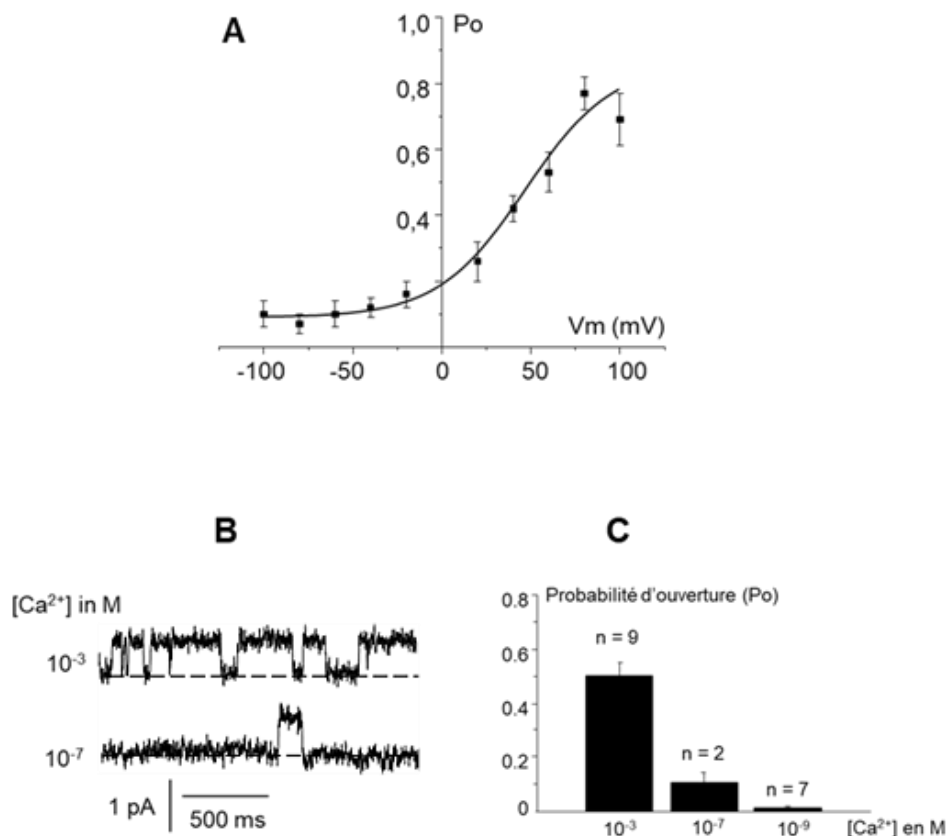 A
Po
1,0
0,8
0,6
0,4
Vm (mV)
-100 -50 0 50 100
B
[Ca²⁺] in M
10⁻³
10⁻⁷
1 pA
500 ms
C
Probabilité d'ouverture (Po)
0.8
0.6
0.4
0.2
0
n = 9
n = 2
n = 7
10⁻³ 10⁻⁷ 10⁻⁹ [Ca²⁺] en M